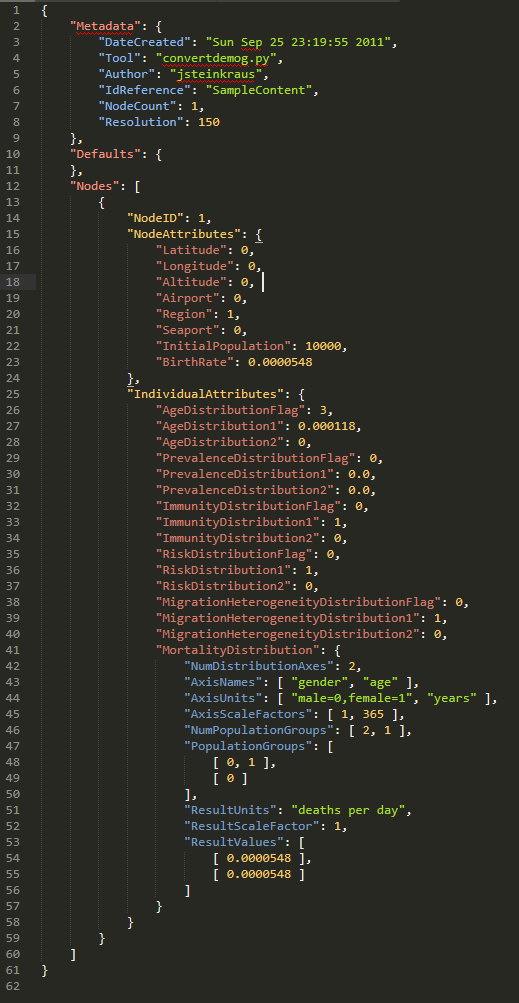 1 {
2     "Metadata": {
3         "DateCreated": "Sun Sep 25 23:19:55 2011",
4         "Tool": "convertdemog.py",
5         "Author": "jsteinkraus",
6         "IdReference": "SampleContent",
7         "NodeCount": 1,
8         "Resolution": 150
9     },
10     "Defaults": {
11     },
12     "Nodes": [
13         {
14             "NodeID": 1,
15             "NodeAttributes": {
16                 "Latitude": 0,
17                 "Longitude": 0,
18                 "Altitude": 0,
19                 "Airport": 0,
20                 "Region": 1,
21                 "Seaport": 0,
22                 "InitialPopulation": 10000,
23                 "BirthRate": 0.0000548
24             },
25             "IndividualAttributes": {
26                 "AgeDistributionFlag": 3,
27                 "AgeDistribution1": 0.000118,
28                 "AgeDistribution2": 0,
29                 "PrevalenceDistributionFlag": 0,
30                 "PrevalenceDistribution1": 0.0,
31                 "PrevalenceDistribution2": 0.0,
32                 "ImmunityDistributionFlag": 0,
33                 "ImmunityDistribution1": 1,
34                 "ImmunityDistribution2": 0,
35                 "RiskDistributionFlag": 0,
36                 "RiskDistribution1": 1,
37                 "RiskDistribution2": 0,
38                 "MigrationHeterogeneityDistributionFlag": 0,
39                 "MigrationHeterogeneityDistribution1": 1,
40                 "MigrationHeterogeneityDistribution2": 0,
41                 "MortalityDistribution": {
42                     "NumDistributionAxes": 2,
43                     "AxisNames": [ "gender", "age" ],
44                     "AxisUnits": [ "male=0,female=1", "years" ],
45                     "AxisScaleFactors": [ 1, 365 ],
46                     "NumPopulationGroups": [ 2, 1 ],
47                     "PopulationGroups": [
48                         [ 0, 1 ],
49                         [ 0 ]
50                     ],
51                     "ResultUnits": "deaths per day",
52                     "ResultScaleFactor": 1,
53                     "ResultValues": [
54                         [ 0.0000548 ],
55                         [ 0.0000548 ]
56                     ]
57                 }
58             }
59         }
60     ]
61 }
62